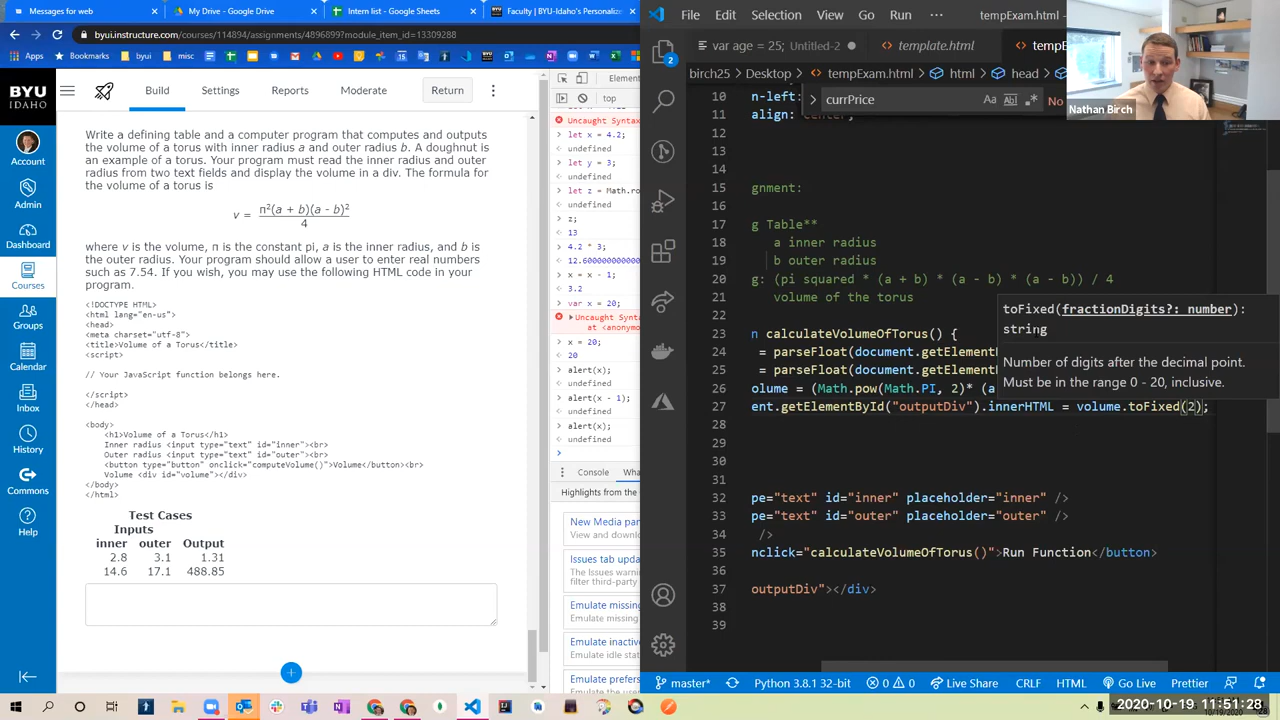 Messages for web
My Drive - Google Drive
Intern list - Google Sheets
Faculty | BYU-Idaho's Personaliz
byui.instructure.com/courses/114894/assignments/4896899?module_item_id=13309288
Apps
Bookmarks
byui
jobs
Work
School
Misc
BYU
IDAHO
Account
Admin
Dashboard
Courses
Groups
Calendar
Inbox
History
Commons
Help
Build
Settings
Reports
Moderate
Return
Write a defining table and a computer program that computes and outputs
the volume of a torus with inner radius a and outer radius b. A doughnut
is an example of a torus. Your program must read the inner radius and outer
radius from two text fields and display the volume in a div. The formula for
the volume of a torus is
v = π²(a + b)(a - b)²
4
where v is the volume, π is the constant pi, a is the inner radius, and b is
the outer radius. Your program should allow a user to enter real numbers
such as 7.54. If you wish, you may use the following HTML code in your
program.
<!DOCTYPE HTML>
<html lang="en-us">
<head>
<meta charset="utf-8">
<title>Volume of a Torus</title>
<script>
// Your JavaScript function belongs here.
</script>
</head>
<body>
<h1>Volume of a Torus</h1>
Inner radius <input type="text" id="inner"><br>
Outer radius <input type="text" id="outer"><br>
<button type="button" onclick="computeVolume()">Volume</button><br>
Volume <div id="volume"></div>
</body>
</html>
Test Cases
Inputs
inner outer Output
2.8 3.1 1.31
14.6 17.1 488.85
Elemen
top
Uncaught Syntax
let x = 4.2;
undefined
let y = 3;
undefined
let z = Math.ro
undefined
z;
13
4.2 * 3;
12.6000000000
x = x - 1;
3.2
var x = 20;
Uncaught Synta
at <anonym
x = 20;
20
alert(x);
undefined
alert(x - 1);
undefined
alert(x);
undefined
Console
Wha
Highlights from the
New Media pan
View and downlo
Issues tab upda
The Issues warnin
filter third-party
Emulate missing
Emulate missing
Emulate inactiv
Emulate idle stat
Emulate prefers
File
Edit
Selection
View
Go
Run
tempExam.html -
var age = 25; Untitled-2
template.html
birch25 > Desktop > tempExam.html > html > head >
currPrice
Aa
No
Nathan Birch
2
10 n-left:
11 align: center;
12
13
14
15 gnment:
16
17 g Table**
18 a inner radius
19 b outer radius
20 g: (pi squared * (a + b) * (a - b) * (a - b)) / 4
21 volume of the torus
22
23 n calculateVolumeOfTorus() {
24 = parseFloat(document.getElement
25 = parseFloat(document.getElement
26 olume = (Math.pow(Math.PI, 2)* (a
27 ent.getElementById("outputDiv").innerHTML = volume.toFixed(2);
toFixed(fractionDigits?: number):
string
Number of digits after the decimal point.
Must be in the range 0 - 20, inclusive.
28
29
30
31
32 pe="text" id="inner" placeholder="inner" />
33 pe="text" id="outer" placeholder="outer" />
34 />
35 nclick="calculateVolumeOfTorus()">Run Function</button>
36
37 outputDiv"></div>
38
39
master*
Python 3.8.1 32-bit
0
0
Live Share
CRLF
HTML
Go Live
Prettier
2020-10-19 11:51:28
10/19/2020